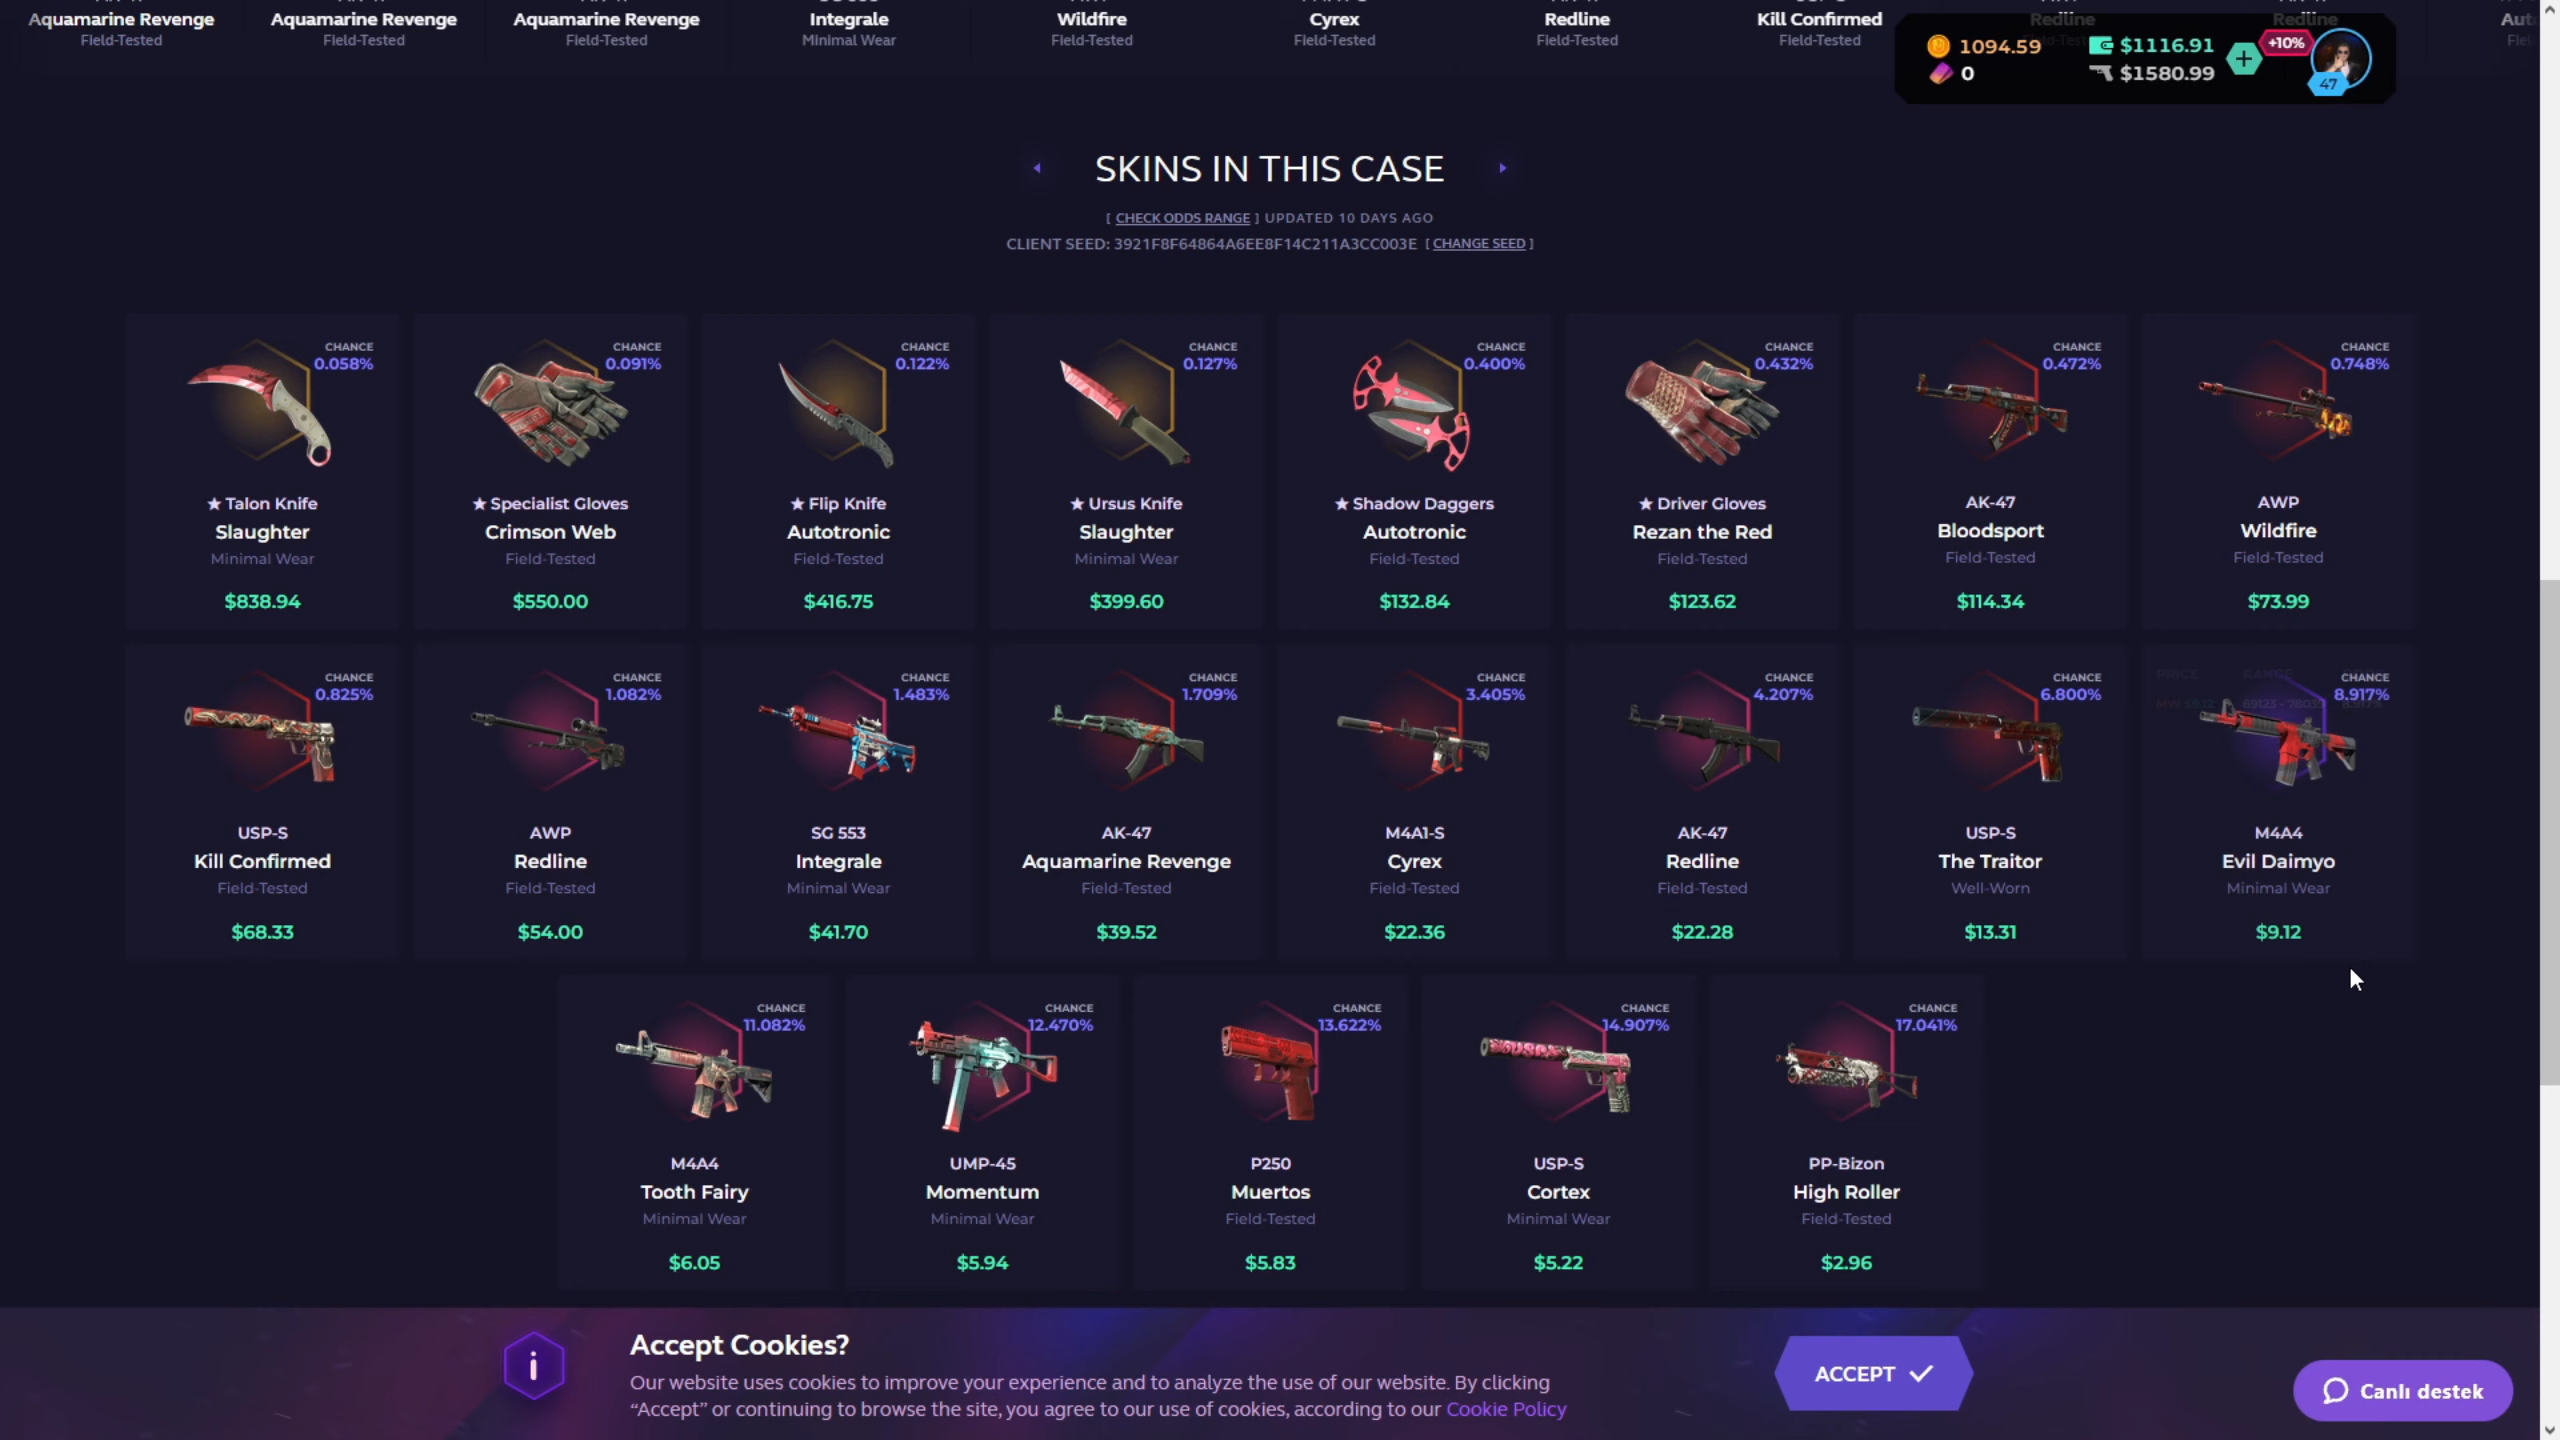 Aquamarine Revenge Aquamarine Revenge Aquamarine Revenge Integrale Wildfire Cyrex Redline Kill Confirmed Redline Redline
Field-Tested Field-Tested Field-Tested Minimal Wear Field-Tested Field-Tested Field-Tested Field-Tested
1094.59 $1116.91 +10%
0 $1580.99 47
SKINS IN THIS CASE
[ CHECK ODDS RANGE ] UPDATED 10 DAYS AGO
CLIENT SEED: 3921F8F64864A6EE8F14C211A3CC003E [ CHANGE SEED ]
CHANCE CHANCE CHANCE CHANCE CHANCE CHANCE CHANCE CHANCE
0.058% 0.091% 0.122% 0.127% 0.400% 0.432% 0.472% 0.748%
★ Talon Knife ★ Specialist Gloves ★ Flip Knife ★ Ursus Knife ★ Shadow Daggers ★ Driver Gloves AK-47 AWP
Slaughter Crimson Web Autotronic Slaughter Autotronic Rezan the Red Bloodsport Wildfire
Minimal Wear Field-Tested Field-Tested Minimal Wear Field-Tested Field-Tested Field-Tested Field-Tested
$838.94 $550.00 $416.75 $399.60 $132.84 $123.62 $114.34 $73.99
CHANCE CHANCE CHANCE CHANCE CHANCE CHANCE CHANCE PRICE RANGE CHANCE
0.825% 1.082% 1.483% 1.709% 3.405% 4.207% 6.800% 8.917%
USP-S AWP SG 553 AK-47 M4A1-S AK-47 USP-S M4A4
Kill Confirmed Redline Integrale Aquamarine Revenge Cyrex Redline The Traitor Evil Daimyo
Field-Tested Field-Tested Minimal Wear Field-Tested Field-Tested Field-Tested Well-Worn Minimal Wear
$68.33 $54.00 $41.70 $39.52 $22.36 $22.28 $13.31 $9.12
CHANCE CHANCE CHANCE CHANCE CHANCE
11.082% 12.470% 13.622% 14.907% 17.041%
M4A4 UMP-45 P250 USP-S PP-Bizon
Tooth Fairy Momentum Muertos Cortex High Roller
Minimal Wear Minimal Wear Field-Tested Minimal Wear Field-Tested
$6.05 $5.94 $5.83 $5.22 $2.96
Accept Cookies?
Our website uses cookies to improve your experience and to analyze the use of our website. By clicking
“Accept” or continuing to browse the site, you agree to our use of cookies, according to our Cookie Policy
ACCEPT
Canlı destek